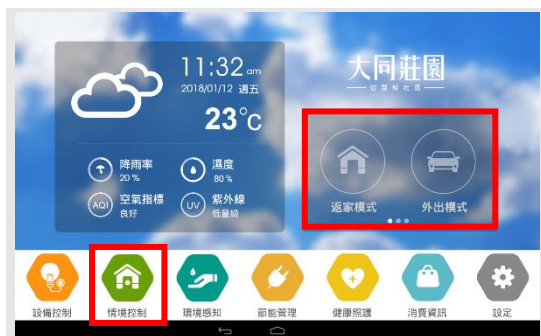 11:32 am
2018/01/12 週五
23°C
降雨率
20 %
濕度
80 %
AQI
空氣指標
良好
UV
紫外線
低量級
大同莊園
返家模式
外出模式
設備控制
情境控制
環境感知
節能管理
健康照護
消費資訊
設定